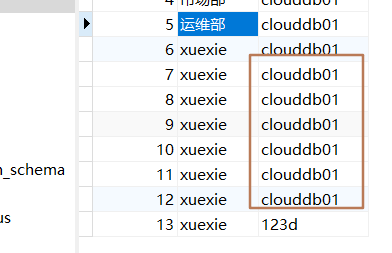 4 市场部 clouddb01
5 运维部 clouddb01
6 xuexie clouddb01
7 xuexie clouddb01
8 xuexie clouddb01
9 xuexie clouddb01
10 xuexie clouddb01
11 xuexie clouddb01
n_schema
12 xuexie clouddb01
us
13 xuexie 123d